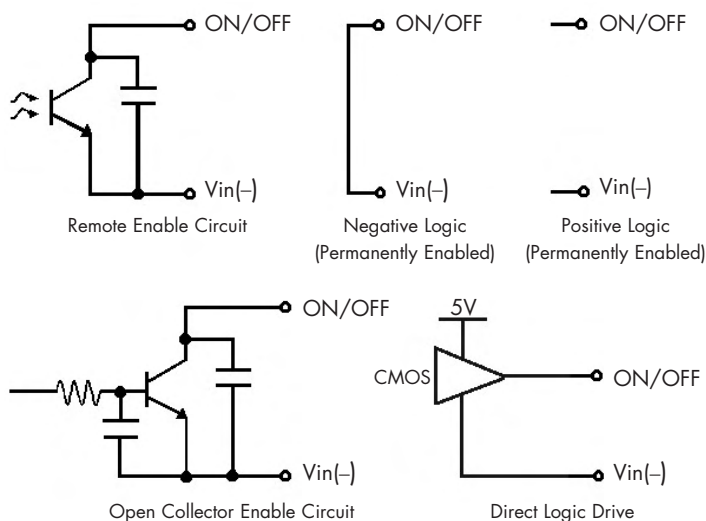 ON/OFF
Vin(–)
Remote Enable Circuit
ON/OFF
Vin(–)
Negative Logic
(Permanently Enabled)
ON/OFF
Vin(–)
Positive Logic
(Permanently Enabled)
ON/OFF
Vin(–)
Open Collector Enable Circuit
5V
CMOS
ON/OFF
Vin(–)
Direct Logic Drive